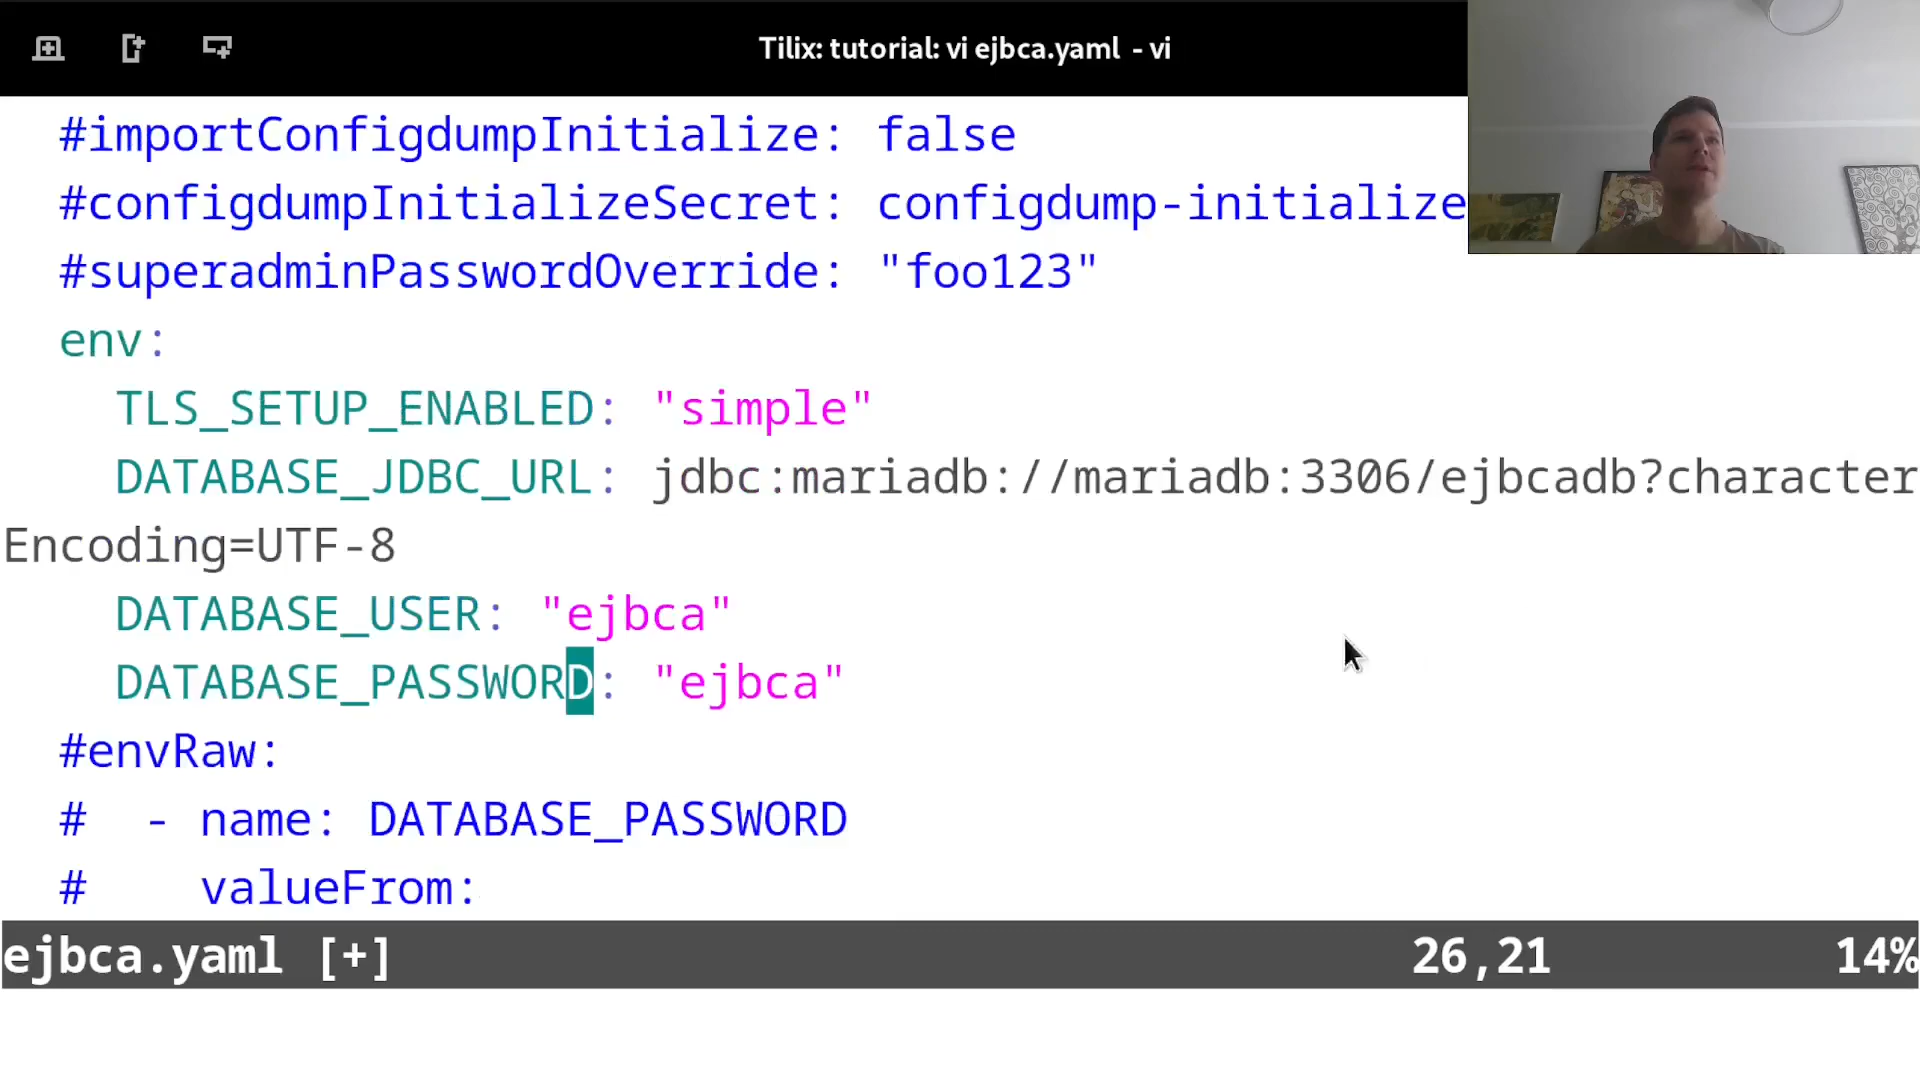 Tilix: tutorial: vi ejbca.yaml - vi
#importConfigdumpInitialize: false
#configdumpInitializeSecret: configdump-initialize
#superadminPasswordOverride: "foo123"
env:
TLS_SETUP_ENABLED: "simple"
DATABASE_JDBC_URL: jdbc:mariadb://mariadb:3306/ejbcadb?character
Encoding=UTF-8
DATABASE_USER: "ejbca"
DATABASE_PASSWORD: "ejbca"
#envRaw:
#  - name: DATABASE_PASSWORD
#    valueFrom:
ejbca.yaml [+] 26,21 14%